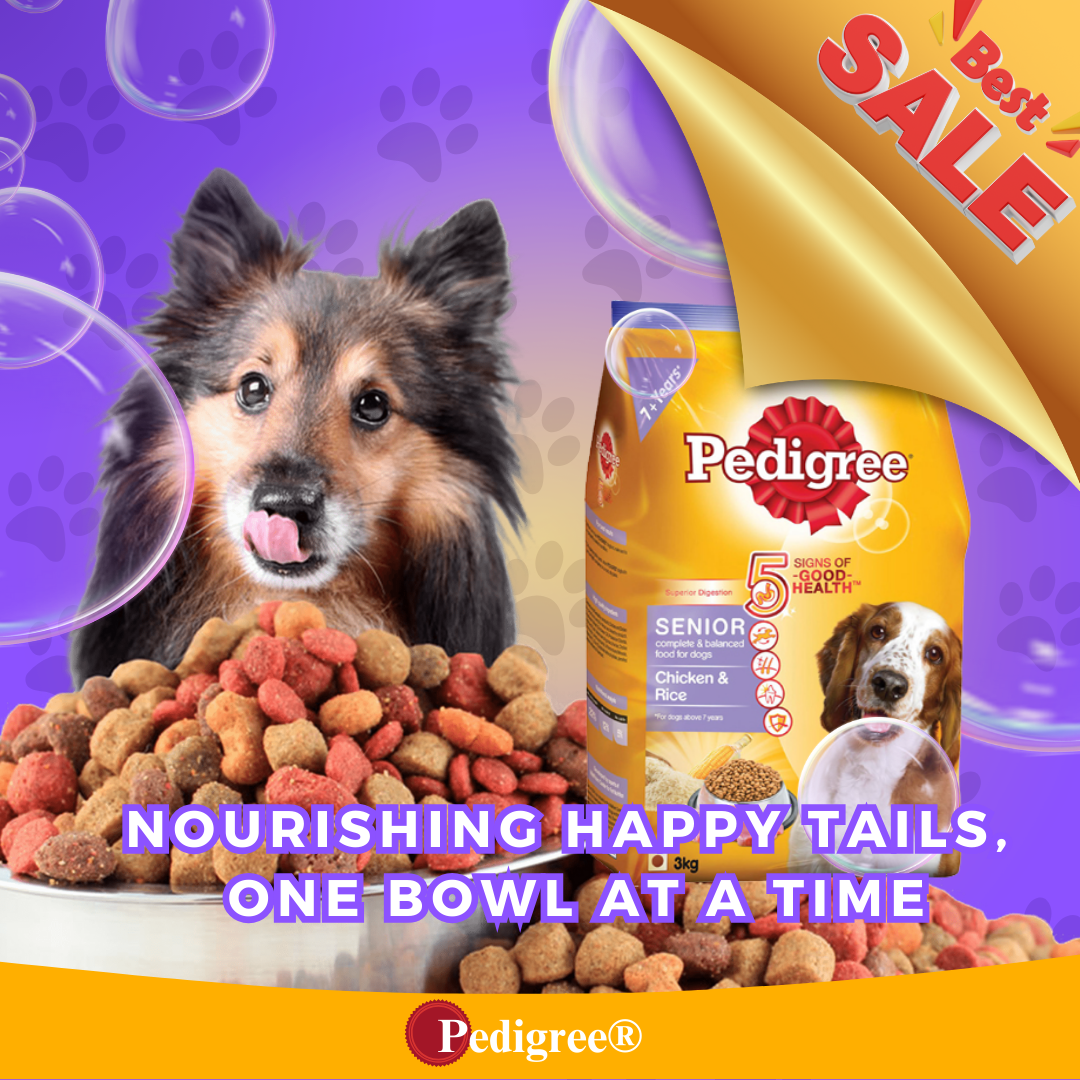 Best
SALE
7+Years*
Pedigree®
5 SIGNS OF
-GOOD-
HEALTH™
Superior Digestion
SENIOR
complete & balanced
food for dogs
Chicken &
Rice
*For dogs above 7 years
3kg
NOURISHING HAPPY TAILS,
ONE BOWL AT A TIME
Pedigree®